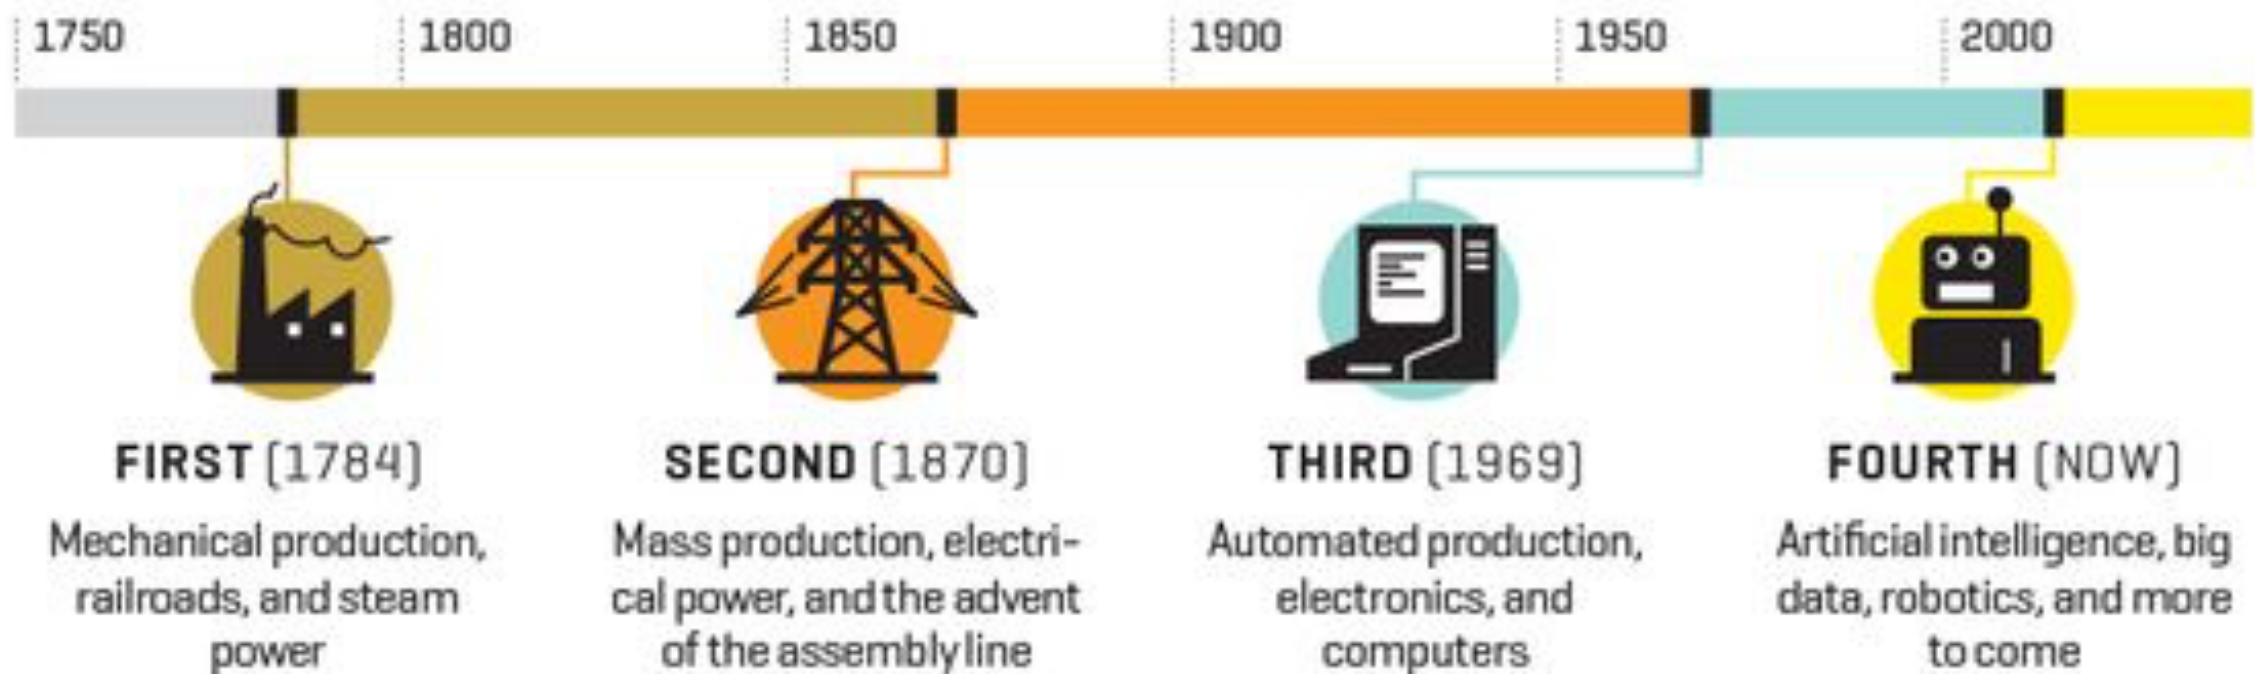 1750 1800 1850 1900 1950 2000
FIRST (1784)
Mechanical production,
railroads, and steam
power
SECOND (1870)
Mass production, electri-
cal power, and the advent
of the assembly line
THIRD (1969)
Automated production,
electronics, and
computers
FOURTH (NOW)
Artificial intelligence, big
data, robotics, and more
to come